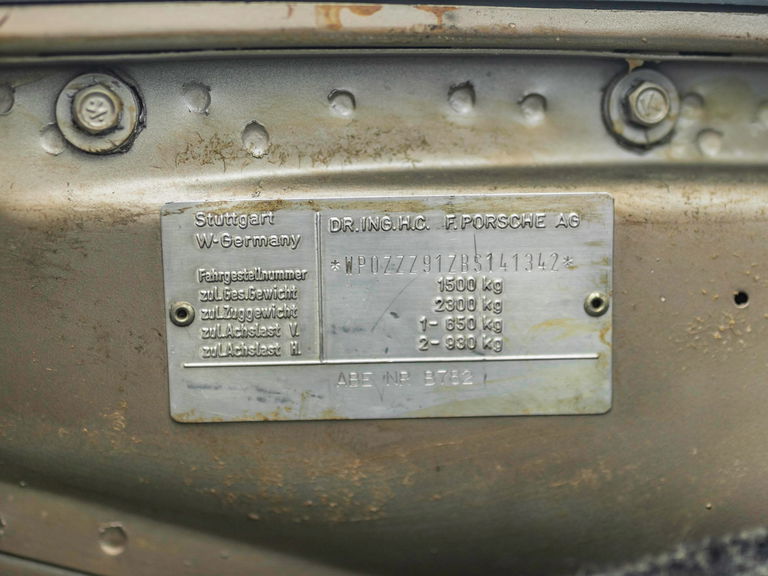 Stuttgart
W-Germany
DR.ING.H.C. F.PORSCHE AG
Fahrgestellnummer *WP0ZZZ91ZBS141342*
zul.Ges.Gewicht 1500 kg
zul.Zuggewicht 2300 kg
zul.Achslast V. 1- 650 kg
zul.Achslast H. 2- 930 kg
ABE NR B762